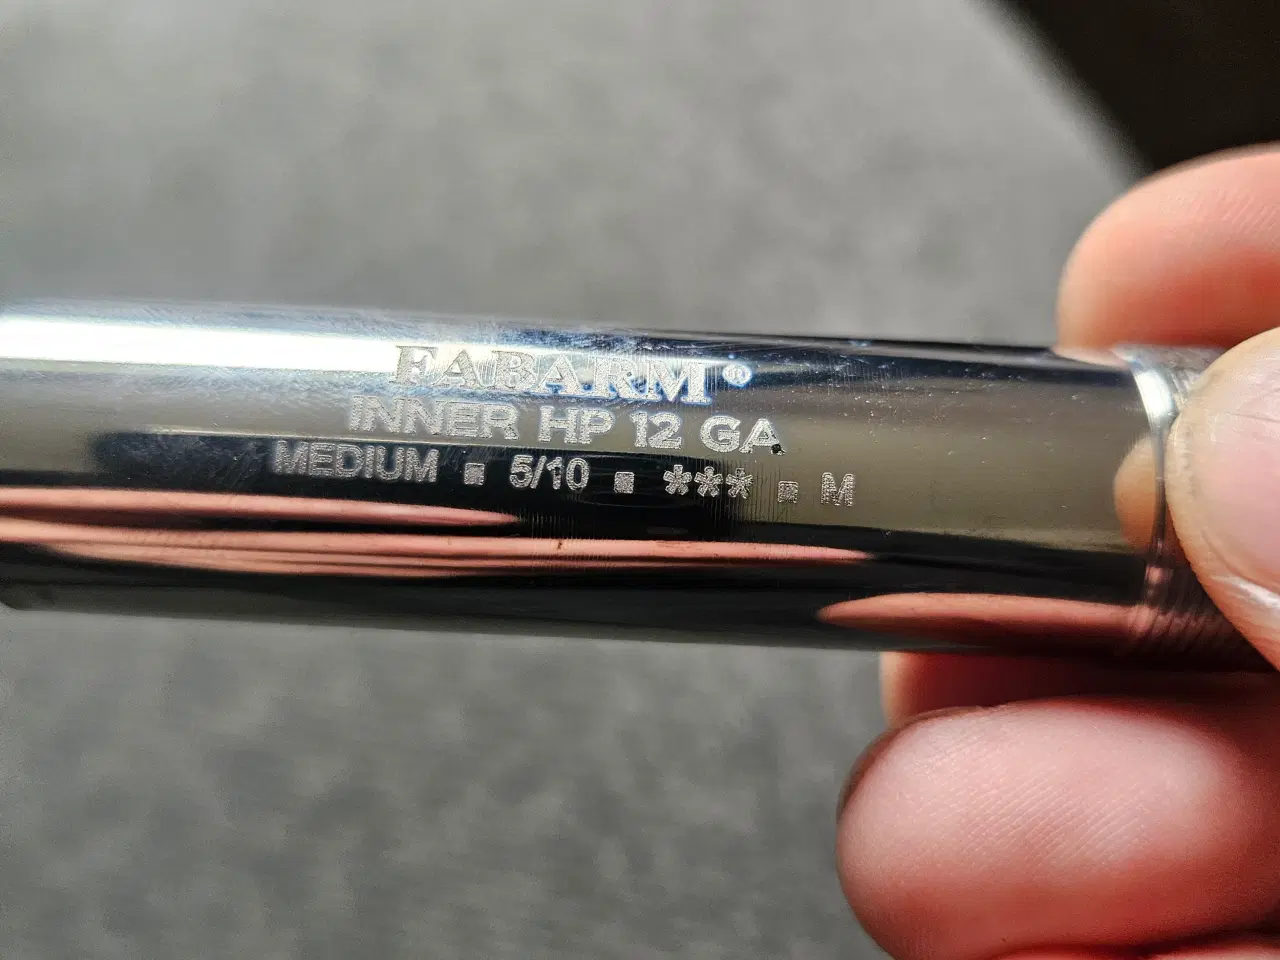 FABARM®
INNER HP 12 GA
MEDIUM ▪ 5/10 ▪ *** ▪ M